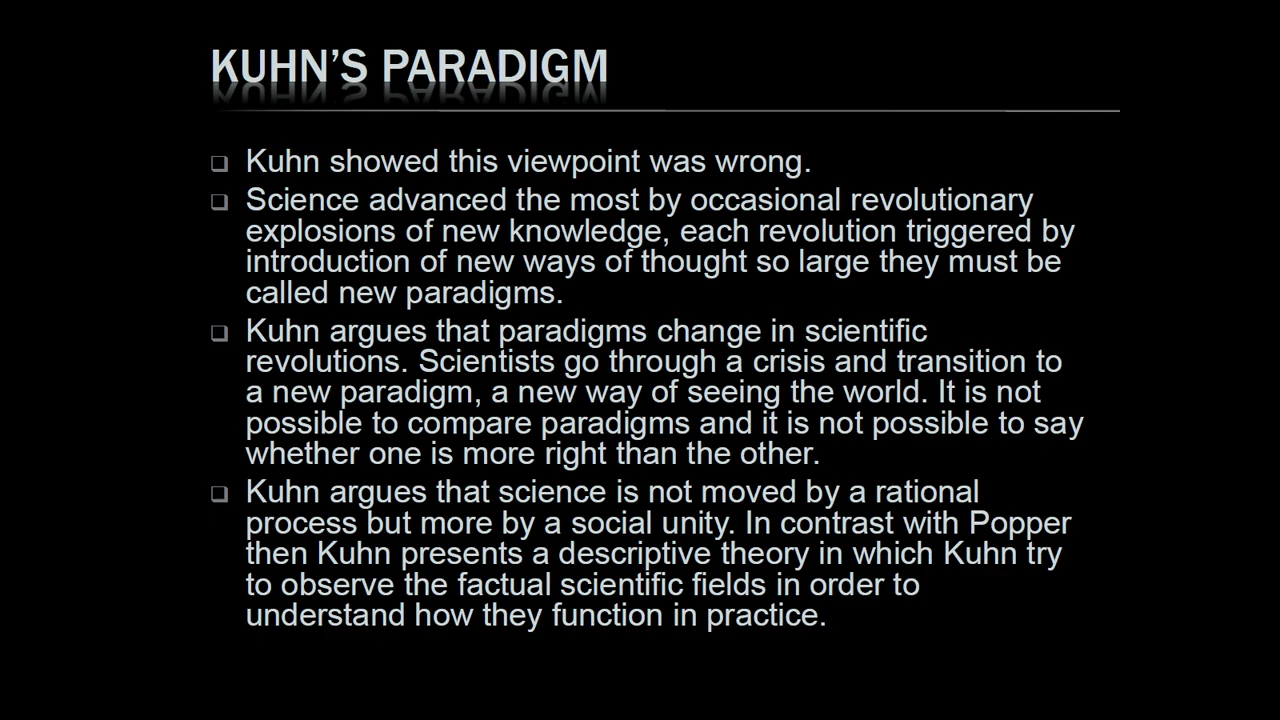 KUHN'S PARADIGM
Kuhn showed this viewpoint was wrong.
Science advanced the most by occasional revolutionary
explosions of new knowledge, each revolution triggered by
introduction of new ways of thought so large they must be
called new paradigms.
Kuhn argues that paradigms change in scientific
revolutions. Scientists go through a crisis and transition to
a new paradigm, a new way of seeing the world. It is not
possible to compare paradigms and it is not possible to say
whether one is more right than the other.
Kuhn argues that science is not moved by a rational
process but more by a social unity. In contrast with Popper
then Kuhn presents a descriptive theory in which Kuhn try
to observe the factual scientific fields in order to
understand how they function in practice.